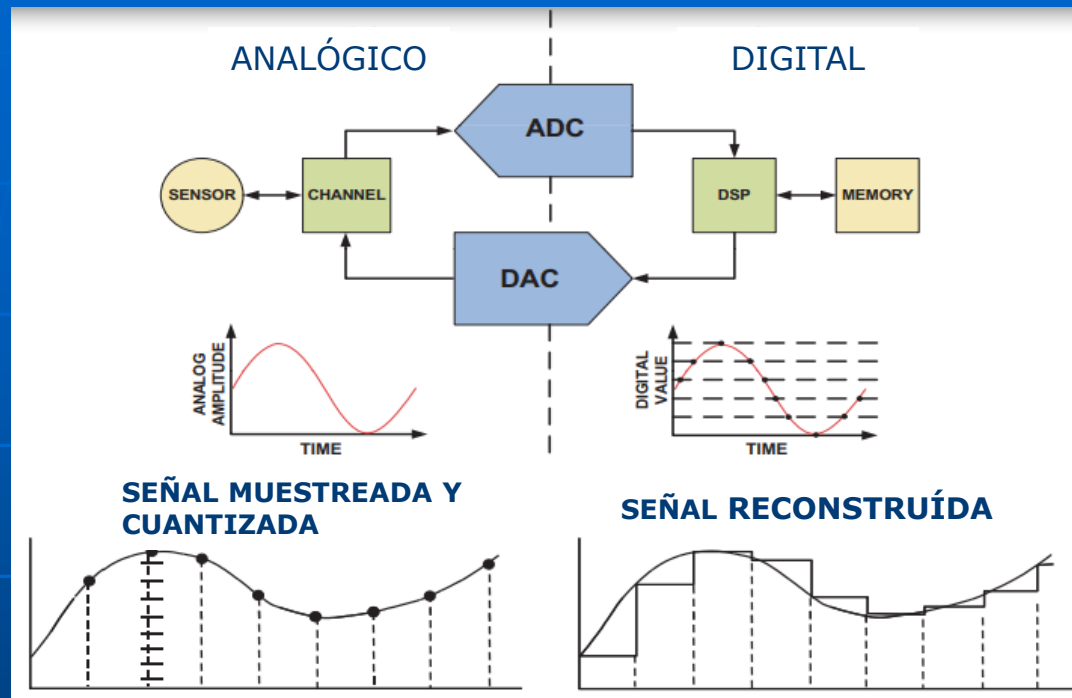 ANALÓGICO
DIGITAL
ADC
SENSOR
CHANNEL
DSP
MEMORY
DAC
ANALOG
AMPLITUDE
TIME
DIGITAL
VALUE
TIME
SEÑAL MUESTREADA Y
CUANTIZADA
SEÑAL RECONSTRUÍDA